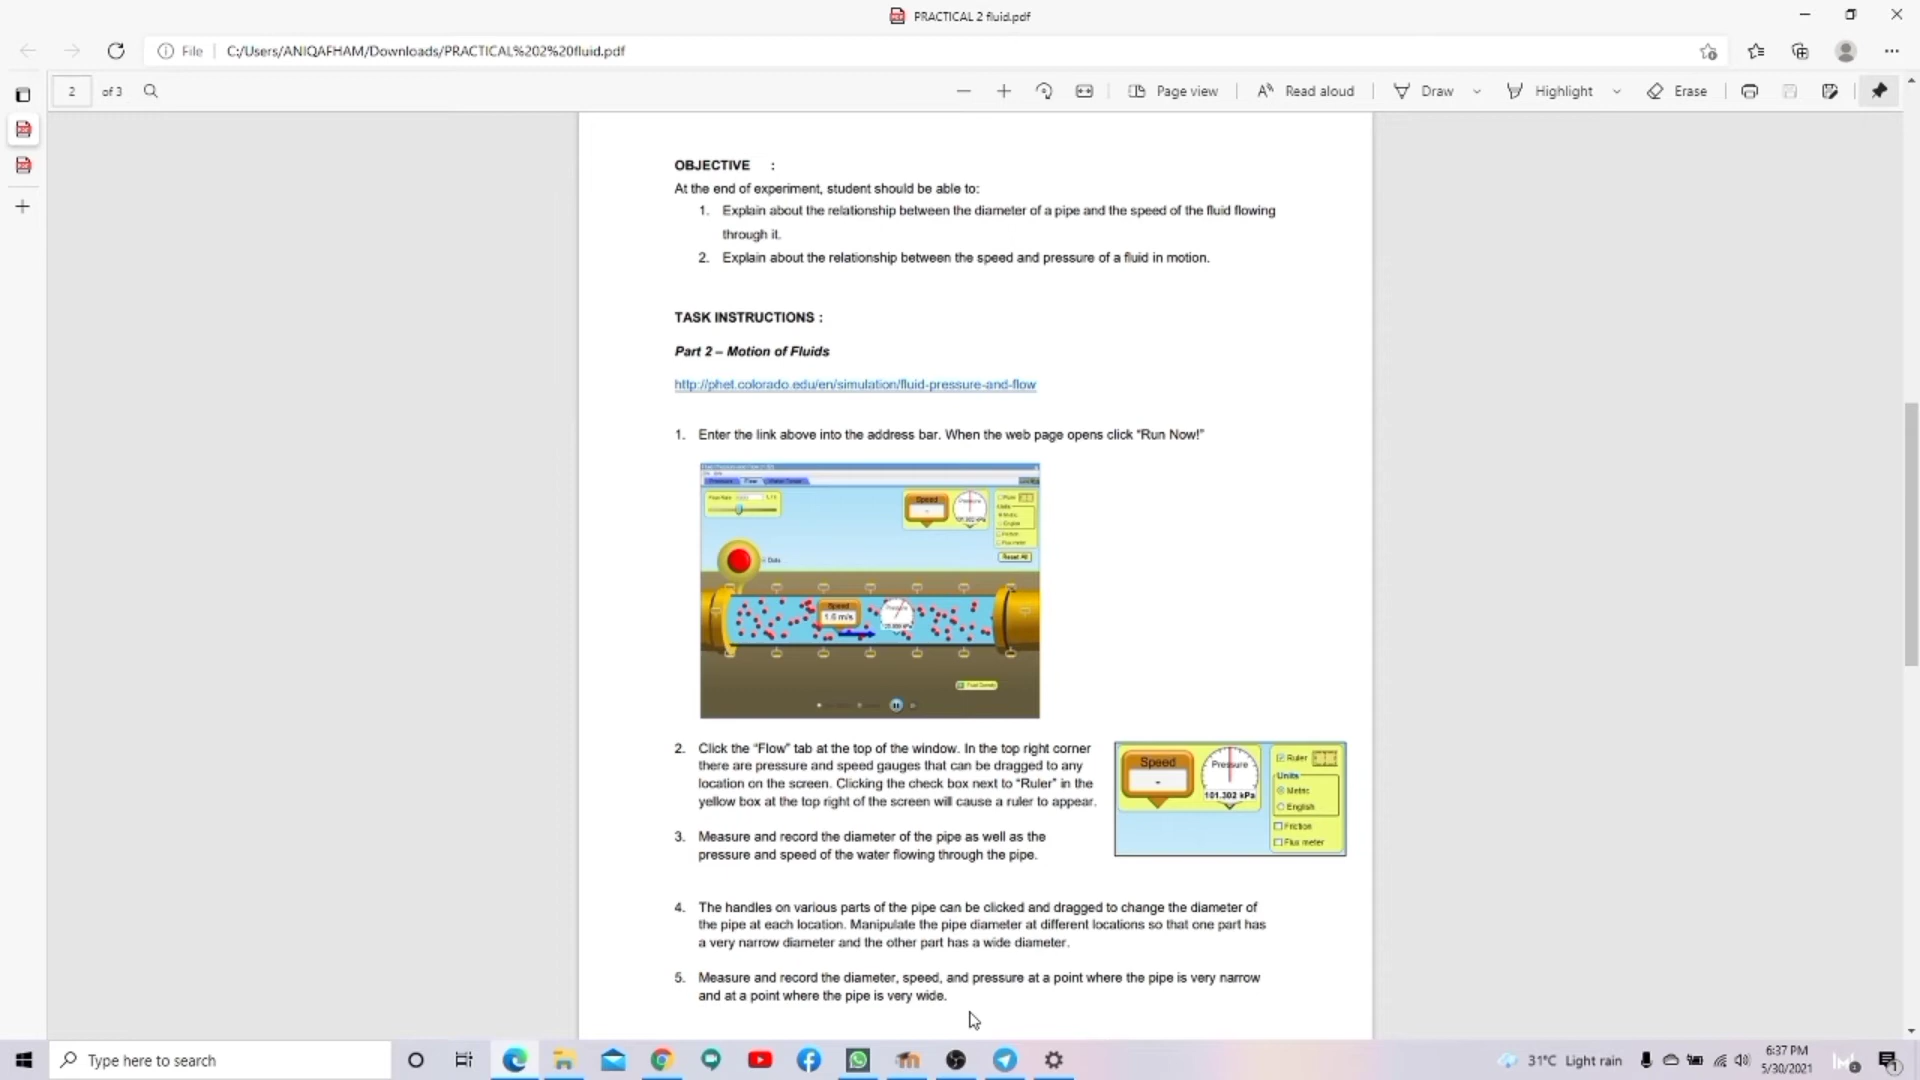 PRACTICAL 2 fluid.pdf
File
C:/Users/ANIQAFHAM/Downloads/PRACTICAL%202%20fluid.pdf
2 of 3
Page view
Read aloud
Draw
Highlight
Erase
OBJECTIVE :
At the end of experiment, student should be able to:
1. Explain about the relationship between the diameter of a pipe and the speed of the fluid flowing
through it.
2. Explain about the relationship between the speed and pressure of a fluid in motion.
TASK INSTRUCTIONS :
Part 2 – Motion of Fluids
http://phet.colorado.edu/en/simulation/fluid-pressure-and-flow
1. Enter the link above into the address bar. When the web page opens click “Run Now!”
Speed
Pressure
Reset All
Dots
Speed
1.6 m/s
Pressure
2. Click the “Flow” tab at the top of the window. In the top right corner
there are pressure and speed gauges that can be dragged to any
location on the screen. Clicking the check box next to “Ruler” in the
yellow box at the top right of the screen will cause a ruler to appear.
Speed
-
Pressure
101.302 kPa
Ruler
Units
Metric
English
Friction
Flux meter
3. Measure and record the diameter of the pipe as well as the
pressure and speed of the water flowing through the pipe.
4. The handles on various parts of the pipe can be clicked and dragged to change the diameter of
the pipe at each location. Manipulate the pipe diameter at different locations so that one part has
a very narrow diameter and the other part has a wide diameter.
5. Measure and record the diameter, speed, and pressure at a point where the pipe is very narrow
and at a point where the pipe is very wide.
Type here to search
31°C Light rain
6:37 PM
5/30/2021